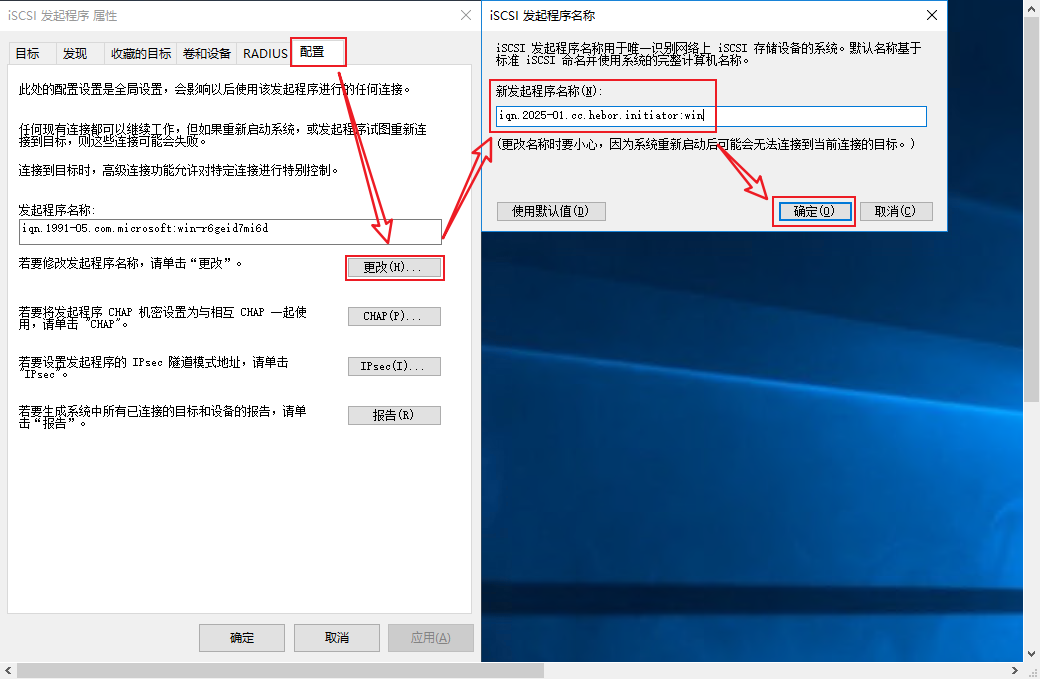 iSCSI 发起程序 属性
目标 发现 收藏的目标 卷和设备 RADIUS 配置
此处的配置设置是全局设置，会影响以后使用该发起程序进行的任何连接。
任何现有连接都可以继续工作，但如果重新启动系统，或发起程序试图重新连
接到目标，则这些连接可能会失败。
连接到目标时，高级连接功能允许对特定连接进行特别控制。
发起程序名称:
iqn.1991-05.com.microsoft:win-r6geid7mi6d
若要修改发起程序名称，请单击“更改”。
更改(H)...
若要将发起程序 CHAP 机密设置为与相互 CHAP 一起使
用，请单击 "CHAP"。
CHAP(P)...
若要设置发起程序的 IPsec 隧道模式地址，请单击
"IPsec"。
IPsec(I)...
若要生成系统中所有已连接的目标和设备的报告，请单
击“报告”。
报告(R)
确定 取消 应用(A)
iSCSI 发起程序名称
iSCSI 发起程序名称用于唯一识别网络上 iSCSI 存储设备的系统。默认名称基于
标准 iSCSI 命名并使用系统的完整计算机名称。
新发起程序名称(N):
iqn.2025-01.cc.hebor.initiator:win
(更改名称时要小心，因为系统重新启动后可能会无法连接到当前连接的目标。)
使用默认值(D) 确定(O) 取消(C)